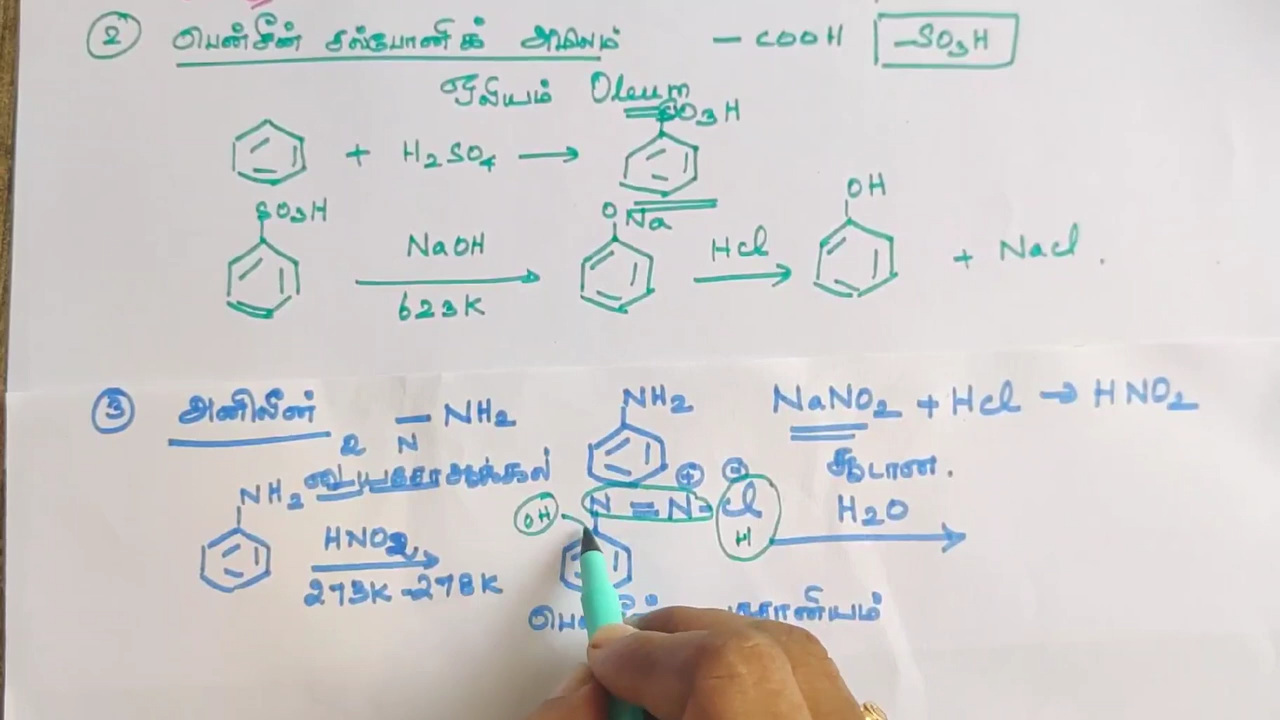 ② பென்சீன் சல்போனிக் அமிலம் – COOH –SO₃H
ஓலியம் Oleum
+ H₂SO₄ → SO₃H
SO₃H NaOH 623K ONa HCl OH + NaCl.
③ அனிலீன் – NH₂ NH₂ NaNO₂ + HCl → HNO₂
2 N
NH₂ HNO₂ 273K -278K
OH N = N - Cl H
⊕ ⊖
சூடான.
H₂O